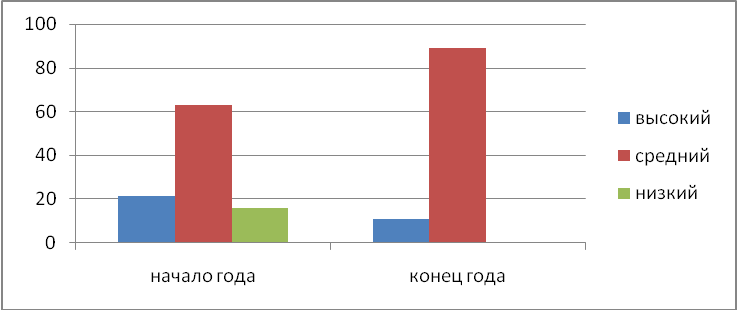 100
80
60
40
20
0
начало года
конец года
высокий
средний
низкий